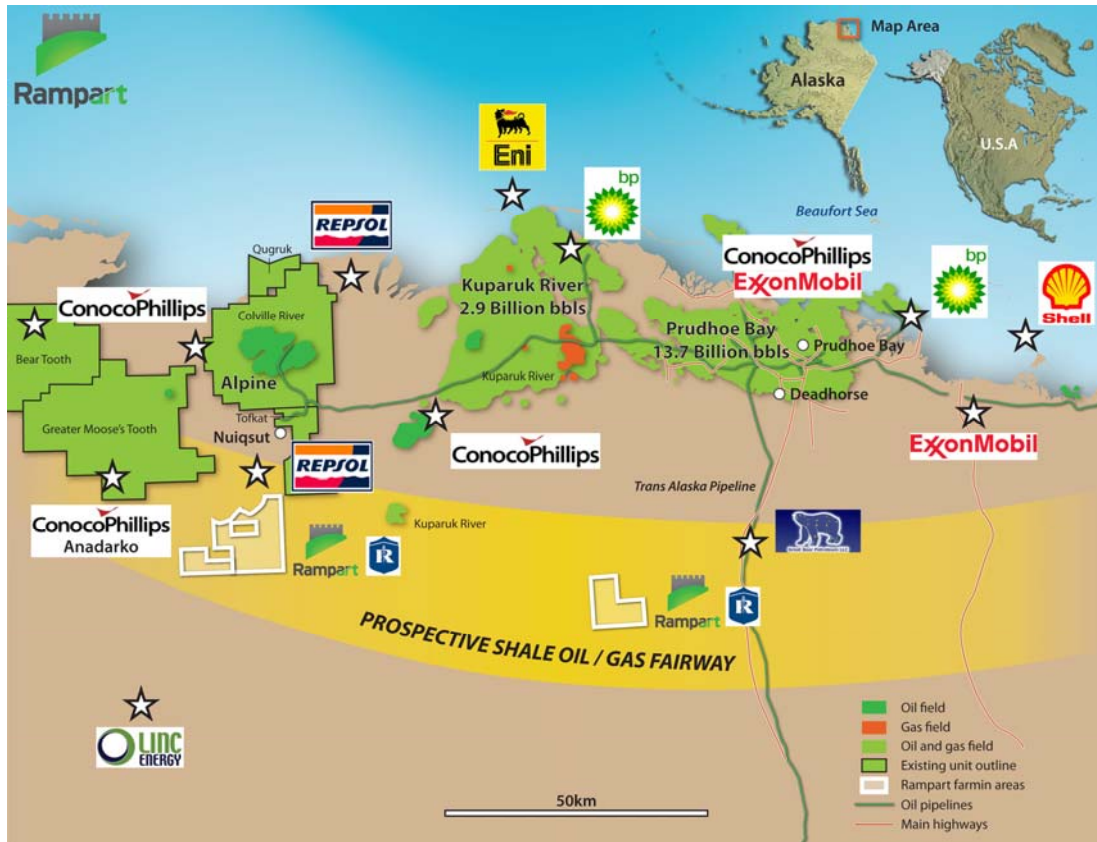 Rampart
Map Area
Alaska
U.S.A
Beaufort Sea
Eni
bp
REPSOL
Qugruk
ConocoPhillips
ExxonMobil
bp
Shell
ConocoPhillips
Colville River
Kuparuk River
2.9 Billion bbls
Prudhoe Bay
13.7 Billion bbls
Prudhoe Bay
Bear Tooth
Alpine
Kuparuk River
Deadhorse
Greater Moose's Tooth
Tofkat
Nuiqsut
REPSOL
ConocoPhillips
ExxonMobil
Trans Alaska Pipeline
ConocoPhillips
Anadarko
Kuparuk River
Rampart
R
Rampart
R
PROSPECTIVE SHALE OIL / GAS FAIRWAY
LINC
ENERGY
Oil field
Gas field
Oil and gas field
Existing unit outline
Rampart farmin areas
Oil pipelines
Main highways
50km